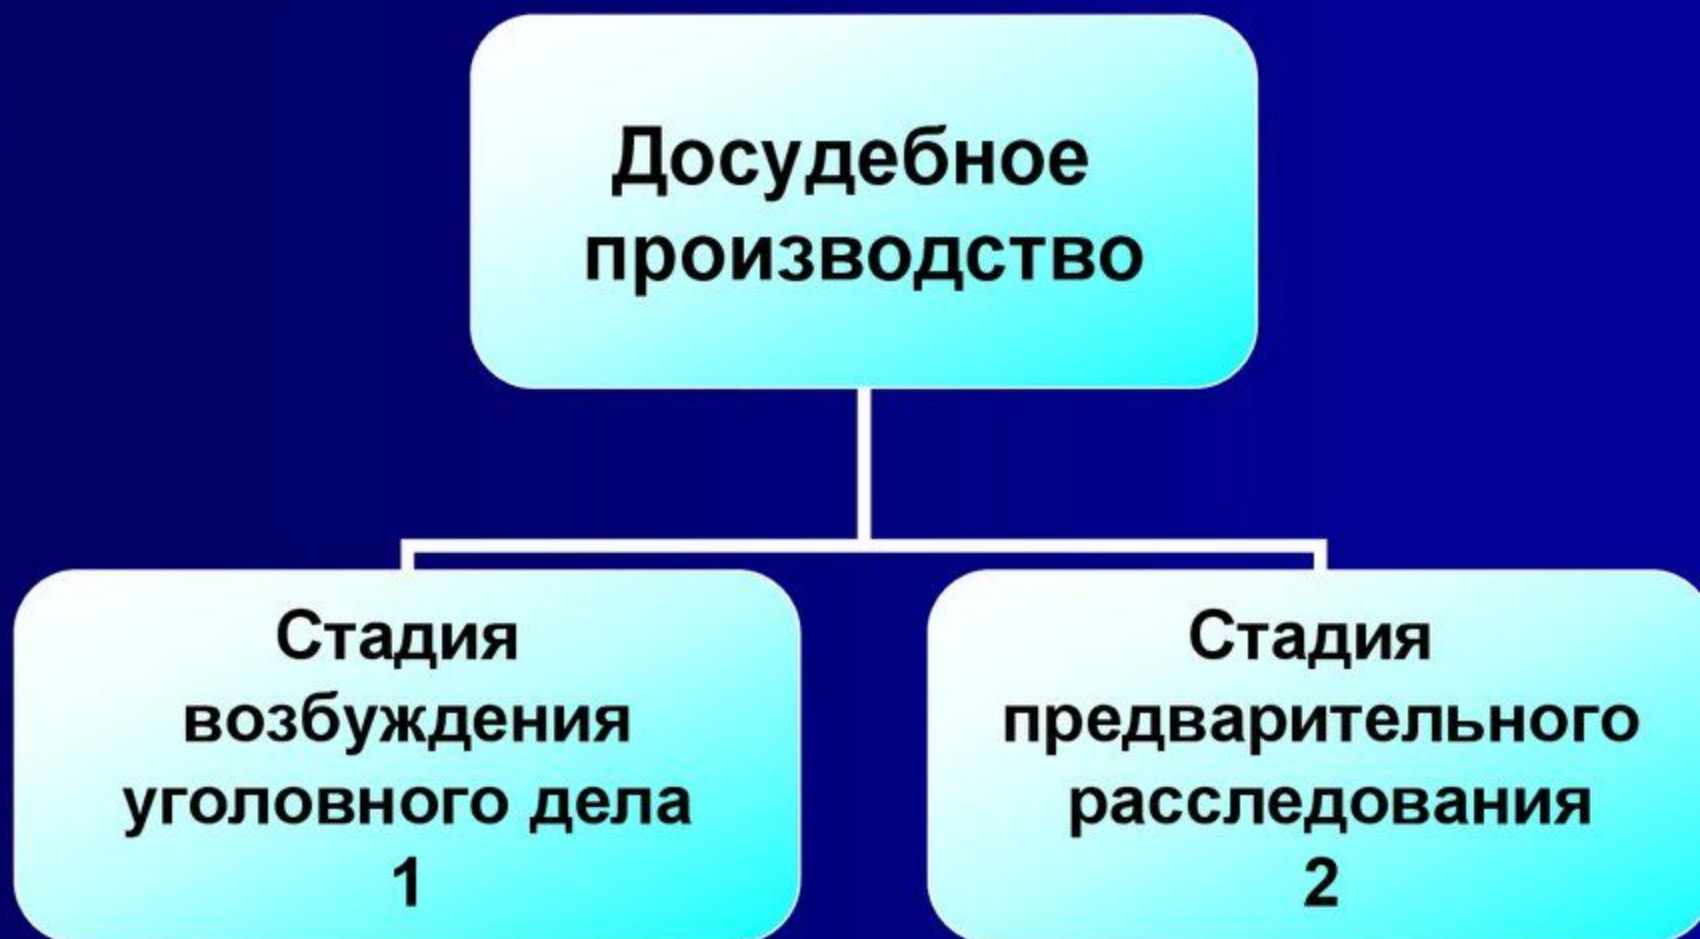 Досудебное
производство
Стадия
возбуждения
уголовного дела
1
Стадия
предварительного
расследования
2